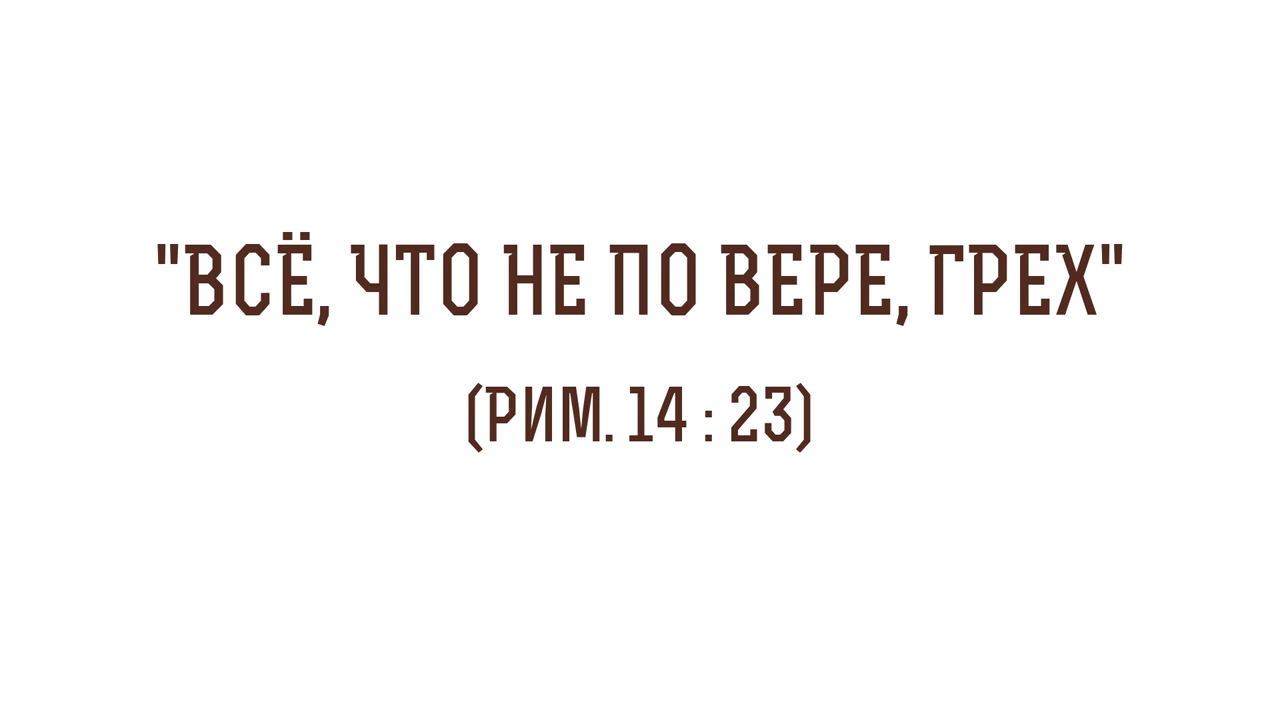 "ВСЁ, ЧТО НЕ ПО ВЕРЕ, ГРЕХ"
(РИМ. 14 : 23)